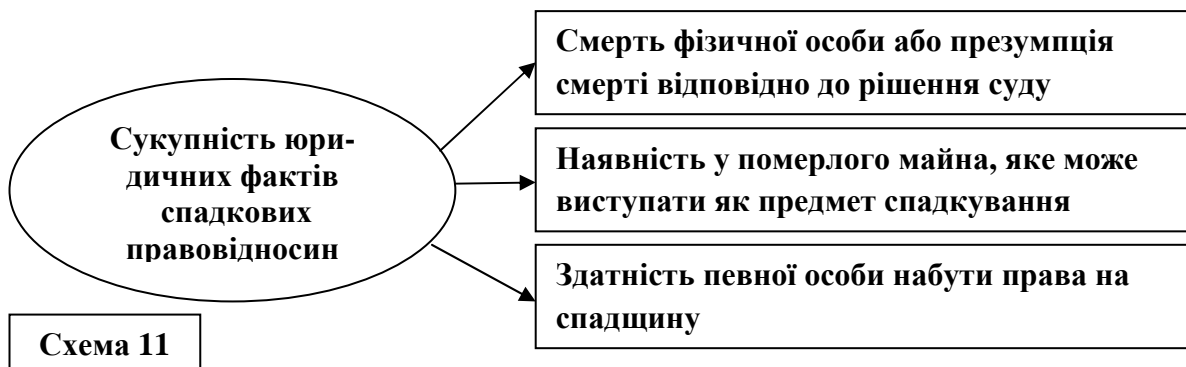 Сукупність юри-
дичних фактів
спадкових
правовідносин
Смерть фізичної особи або презумпція
смерті відповідно до рішення суду
Наявність у померлого майна, яке може
виступати як предмет спадкування
Здатність певної особи набути права на
спадщину
Схема 11